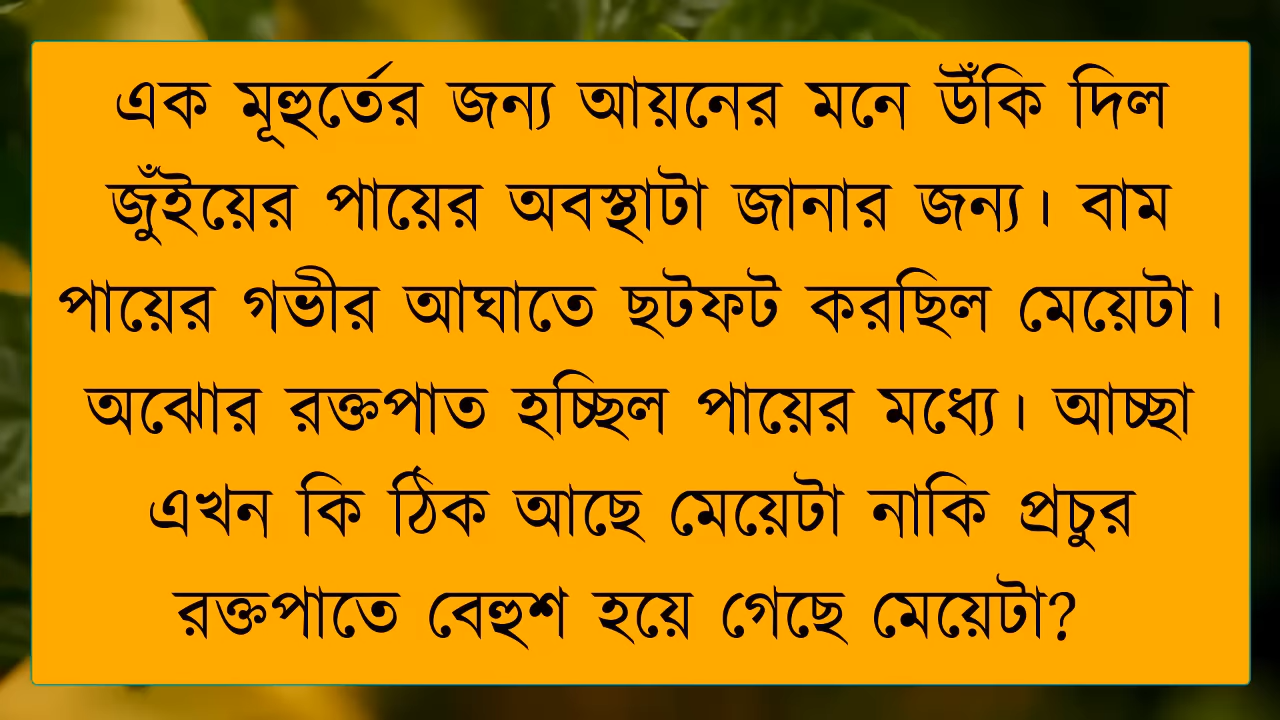 এক মূহুর্তের জন্য আয়নের মনে উঁকি দিল
জুঁইয়ের পায়ের অবস্থাটা জানার জন্য। বাম
পায়ের গভীর আঘাতে ছটফট করছিল মেয়েটা।
অঝোর রক্তপাত হচ্ছিল পায়ের মধ্যে। আচ্ছা
এখন কি ঠিক আছে মেয়েটা নাকি প্রচুর
রক্তপাতে বেহুশ হয়ে গেছে মেয়েটা?